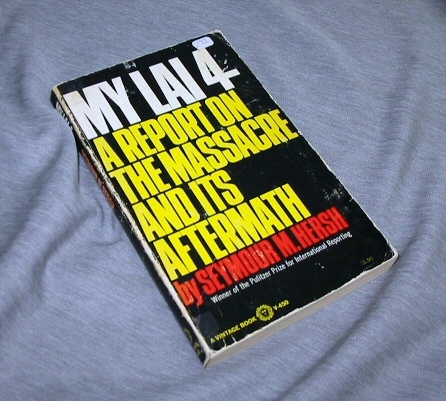 MY LAI 4
A REPORT ON
THE MASSACRE
AND ITS
AFTERMATH
by SEYMOUR M. HERSH
Winner of the Pulitzer Prize for International Reporting
A VINTAGE BOOK V-450